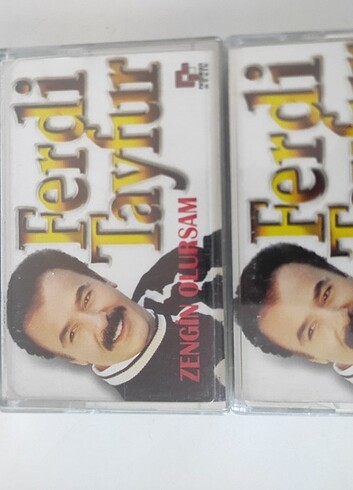 Ferdi
Tayfur
ZENGİN OLURSAM
Ferdi